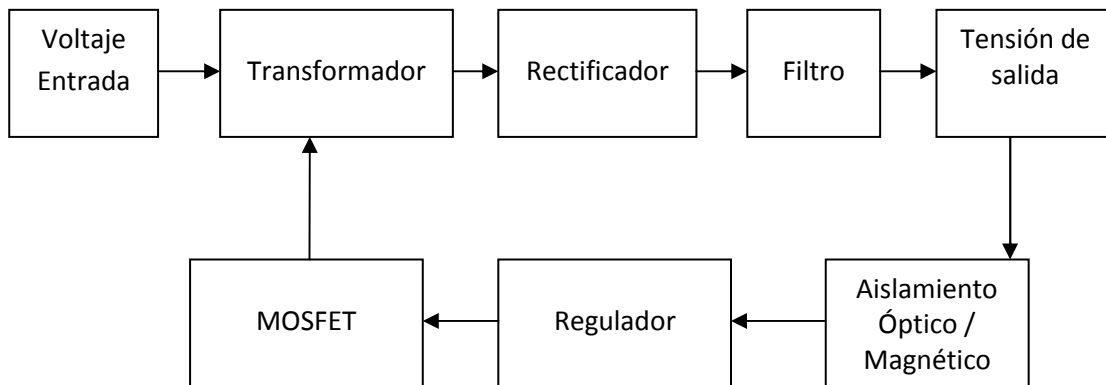 Voltaje
Entrada
Transformador
Rectificador
Filtro
Tensión de
salida
MOSFET
Regulador
Aislamiento
Óptico /
Magnético